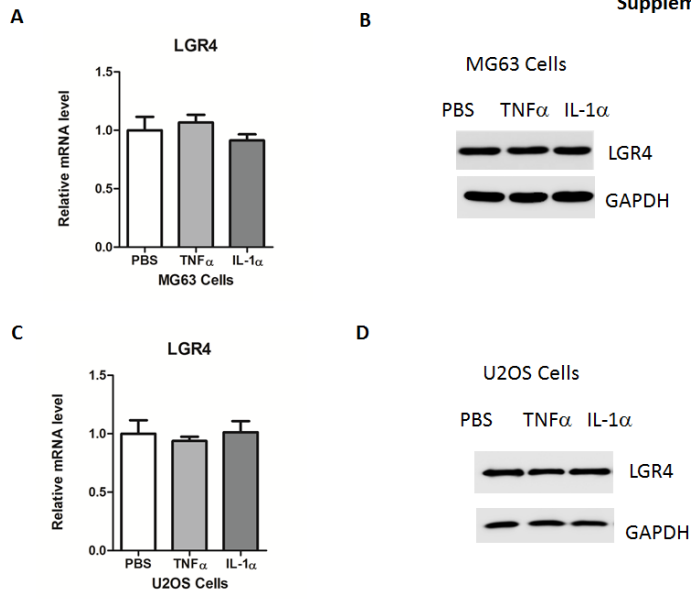 Supplem
A
LGR4
Relative mRNA level
1.5
1.0
0.5
0.0
PBS TNFα IL-1α
MG63 Cells
B
MG63 Cells
PBS TNFα IL-1α
LGR4
GAPDH
C
LGR4
Relative mRNA level
1.5
1.0
0.5
0.0
PBS TNFα IL-1α
U2OS Cells
D
U2OS Cells
PBS TNFα IL-1α
LGR4
GAPDH